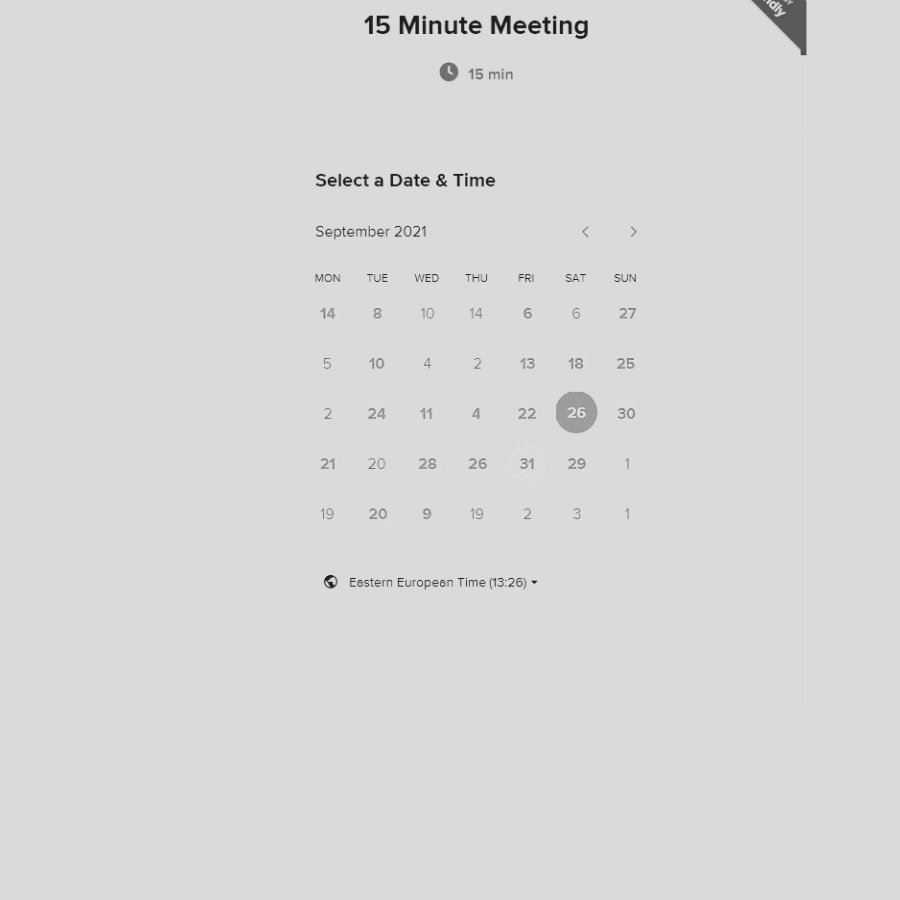 15 Minute Meeting
15 min
Select a Date & Time
September 2021
MON TUE WED THU FRI SAT SUN
14 8 10 14 6 6 27
5 10 4 2 13 18 25
2 24 11 4 22 26 30
21 20 28 26 31 29 1
19 20 9 19 2 3 1
Eastern European Time (13:26)